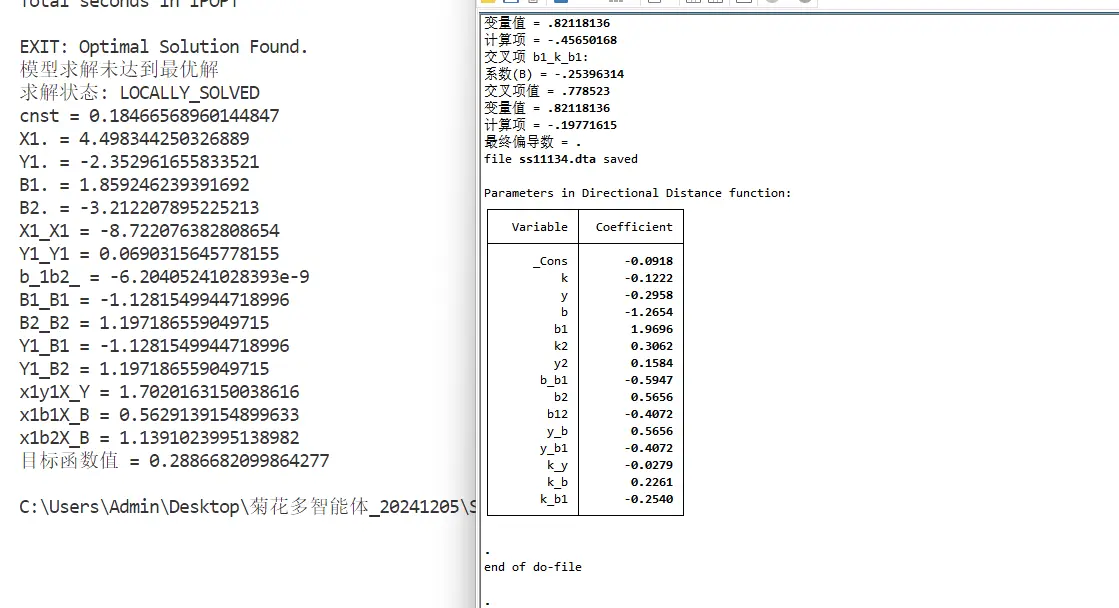 Total seconds in IPOPT
EXIT: Optimal Solution Found.
模型求解未达到最优解
求解状态: LOCALLY_SOLVED
cnst = 0.18466568960144847
X1. = 4.498344250326889
Y1. = -2.352961655833521
B1. = 1.859246239391692
B2. = -3.212207895225213
X1_X1 = -8.722076382808654
Y1_Y1 = 0.0690315645778155
b_1b2_ = -6.20405241028393e-9
B1_B1 = -1.1281549944718996
B2_B2 = 1.197186559049715
Y1_B1 = -1.1281549944718996
Y1_B2 = 1.197186559049715
x1y1X_Y = 1.7020163150038616
x1b1X_B = 0.5629139154899633
x1b2X_B = 1.1391023995138982
目标函数值 = 0.2886682099864277
C:\Users\Admin\Desktop\菊花多智能体_20241205\S
变量值 = .82118136
计算项 = -.45650168
交叉项 b1_k_b1:
系数(B) = -.25396314
交叉项值 = .778523
变量值 = .82118136
计算项 = -.19771615
最终偏导数 = .
file ss11134.dta saved
Parameters in Directional Distance function:
Variable Coefficient
_Cons -0.0918
k -0.1222
y -0.2958
b -1.2654
b1 1.9696
k2 0.3062
y2 0.1584
b_b1 -0.5947
b2 0.5656
b12 -0.4072
y_b 0.5656
y_b1 -0.4072
k_y -0.0279
k_b 0.2261
k_b1 -0.2540
.
end of do-file
.